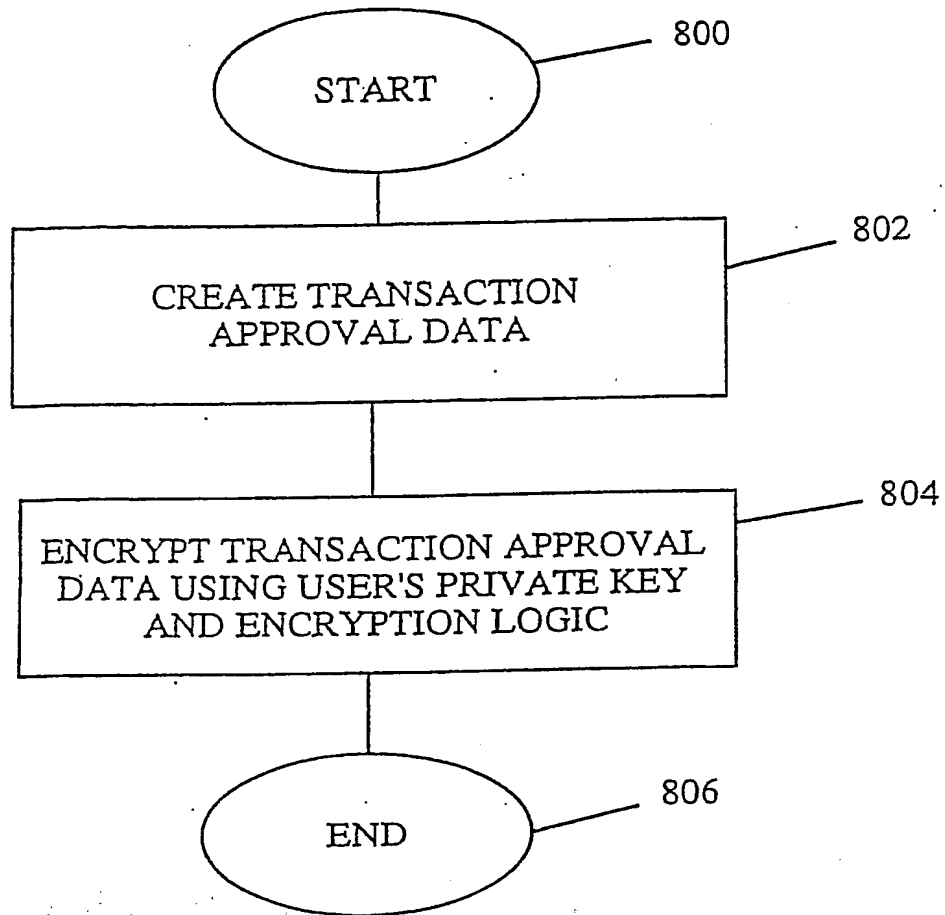 800
START
802
CREATE TRANSACTION
APPROVAL DATA
804
ENCRYPT TRANSACTION APPROVAL
DATA USING USER'S PRIVATE KEY
AND ENCRYPTION LOGIC
806
END